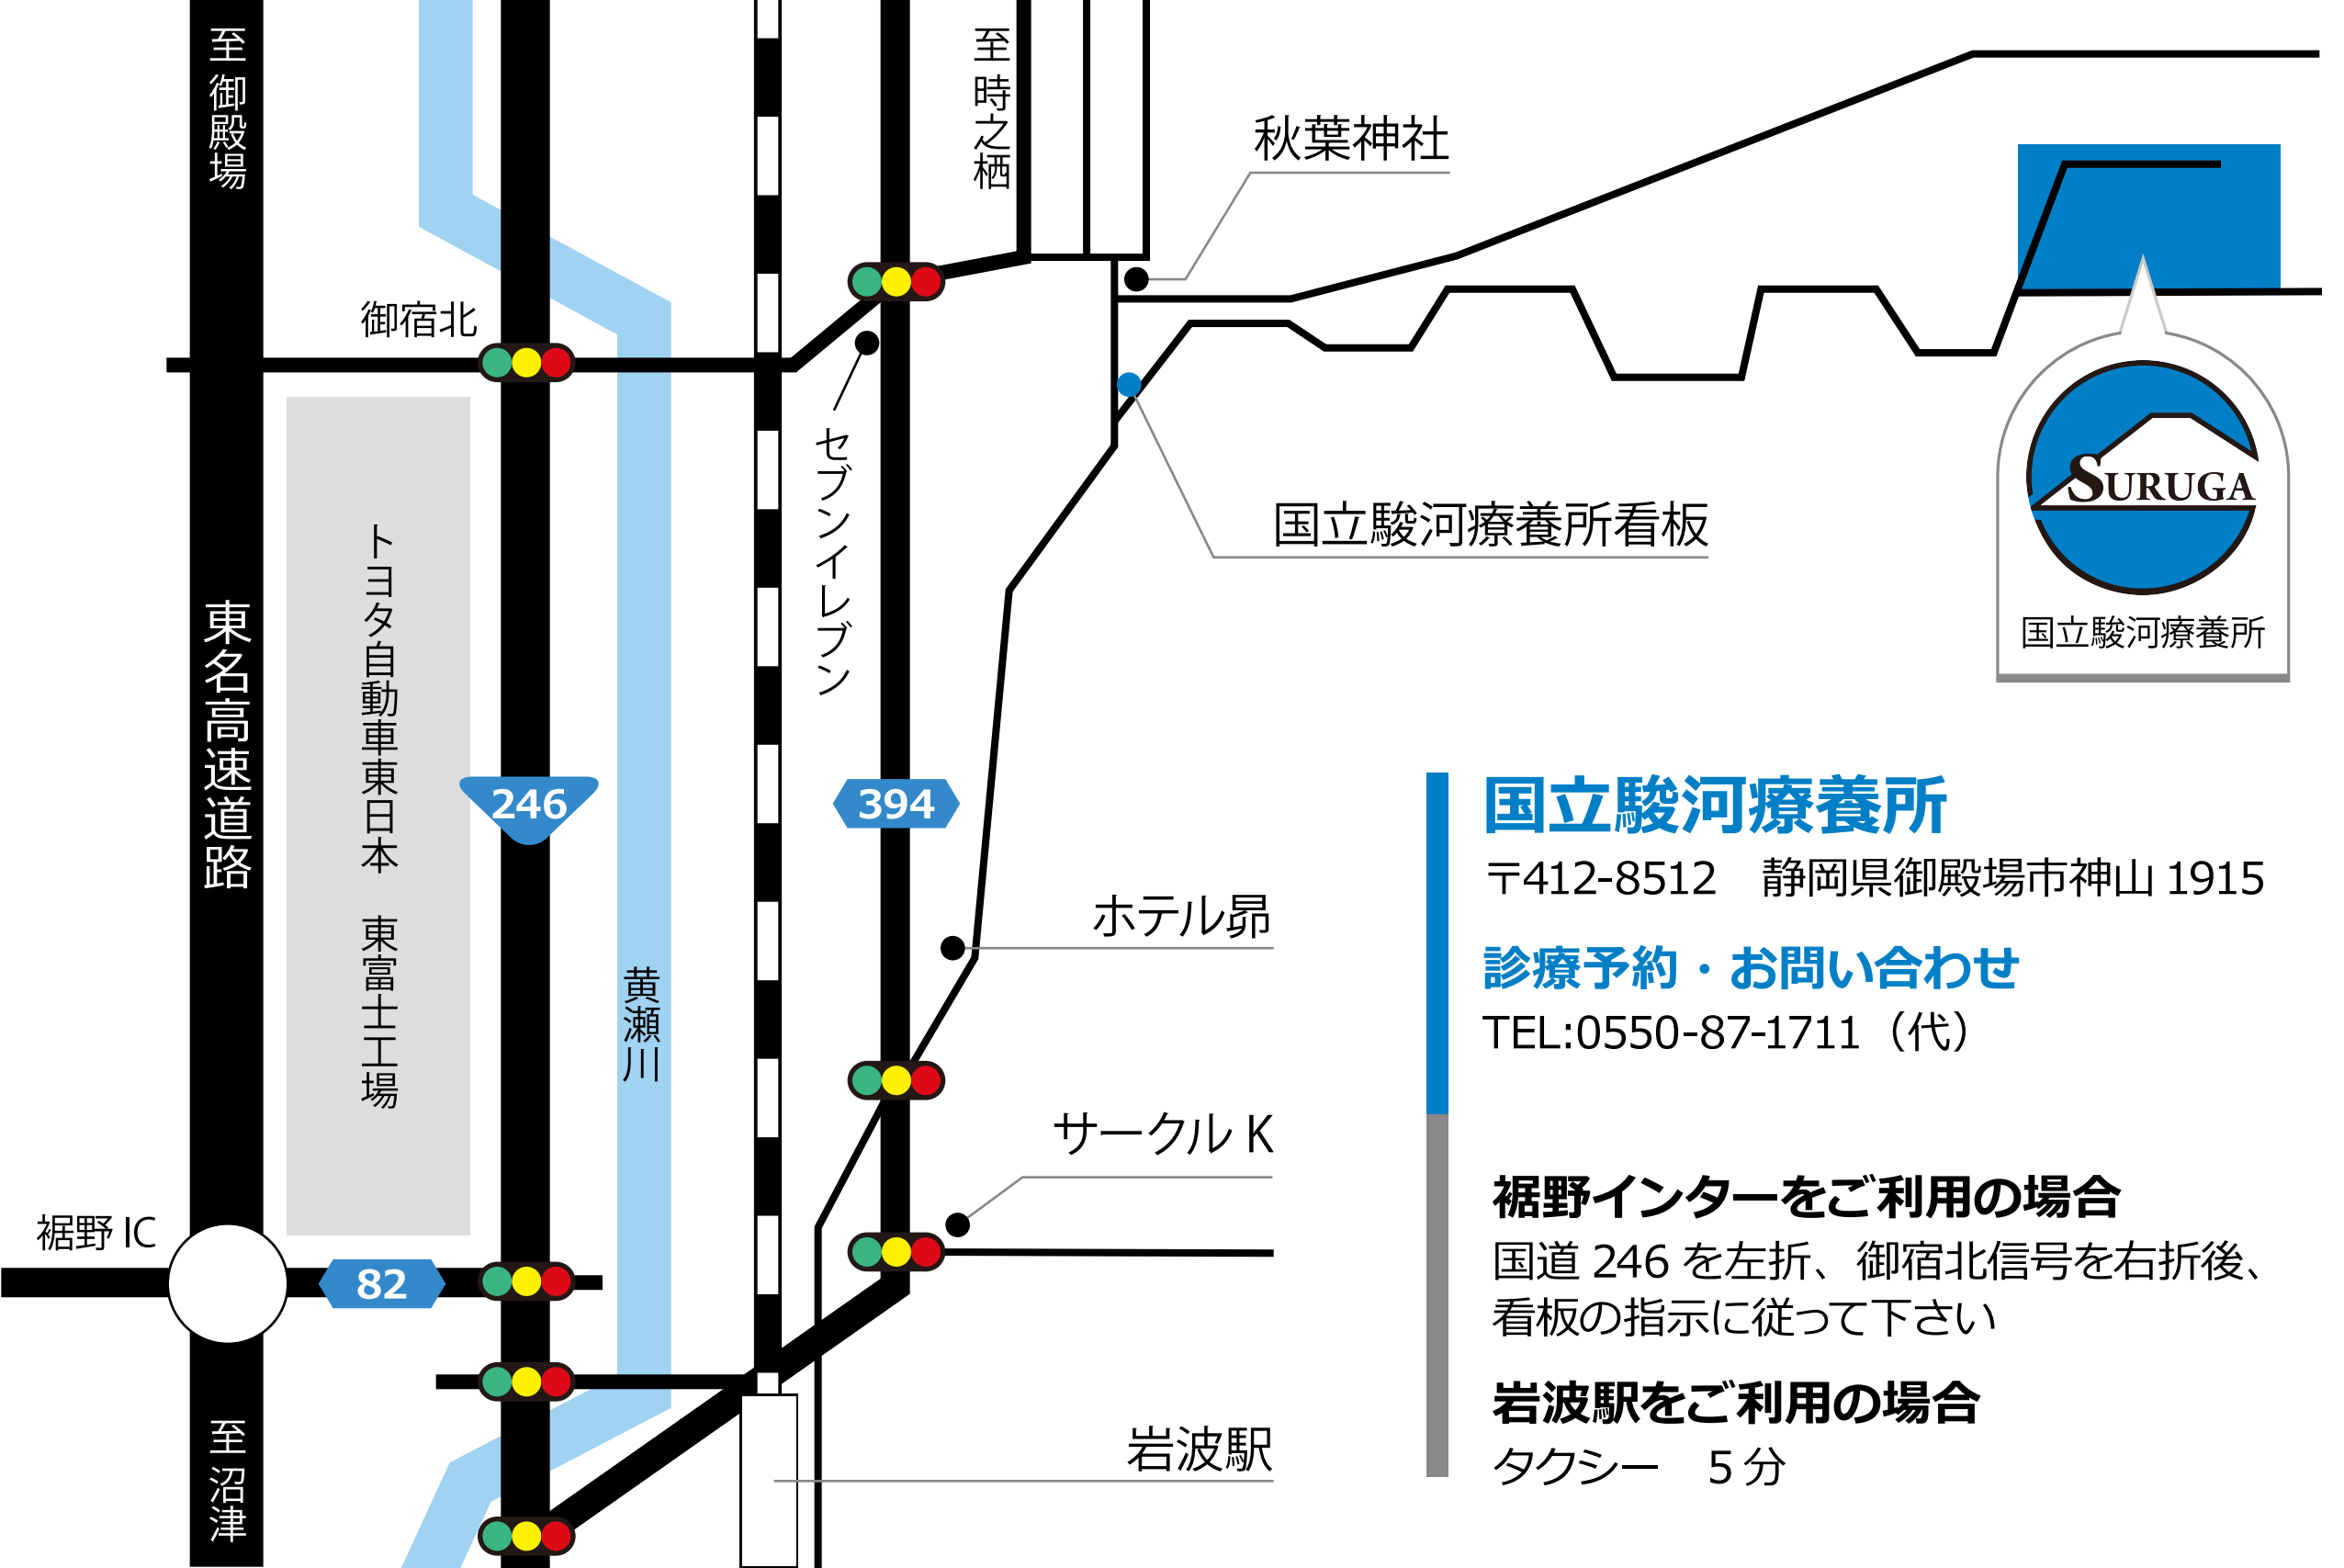 至 御殿場
至 時之栖
秋葉神社
御宿北
セブンイレブン
国立駿河療養所看板
SURUGA
国立駿河療養所
東名高速道路
トヨタ自動車東日本 東富士工場
2246
394
黄瀬川
国立駿河療養所
〒412-8512 静岡県御殿場市神山 1915
診療予約・お問い合わせ
TEL:0550-87-1711 （代）
ホテル昴
サークル K
裾野 IC
82
裾野インターをご利用の場合
国道 246 を左折、御宿北信号を右折後、
看板の指示に従って下さい
岩波駅をご利用の場合
タクシー 5 分
至 沼津
岩波駅